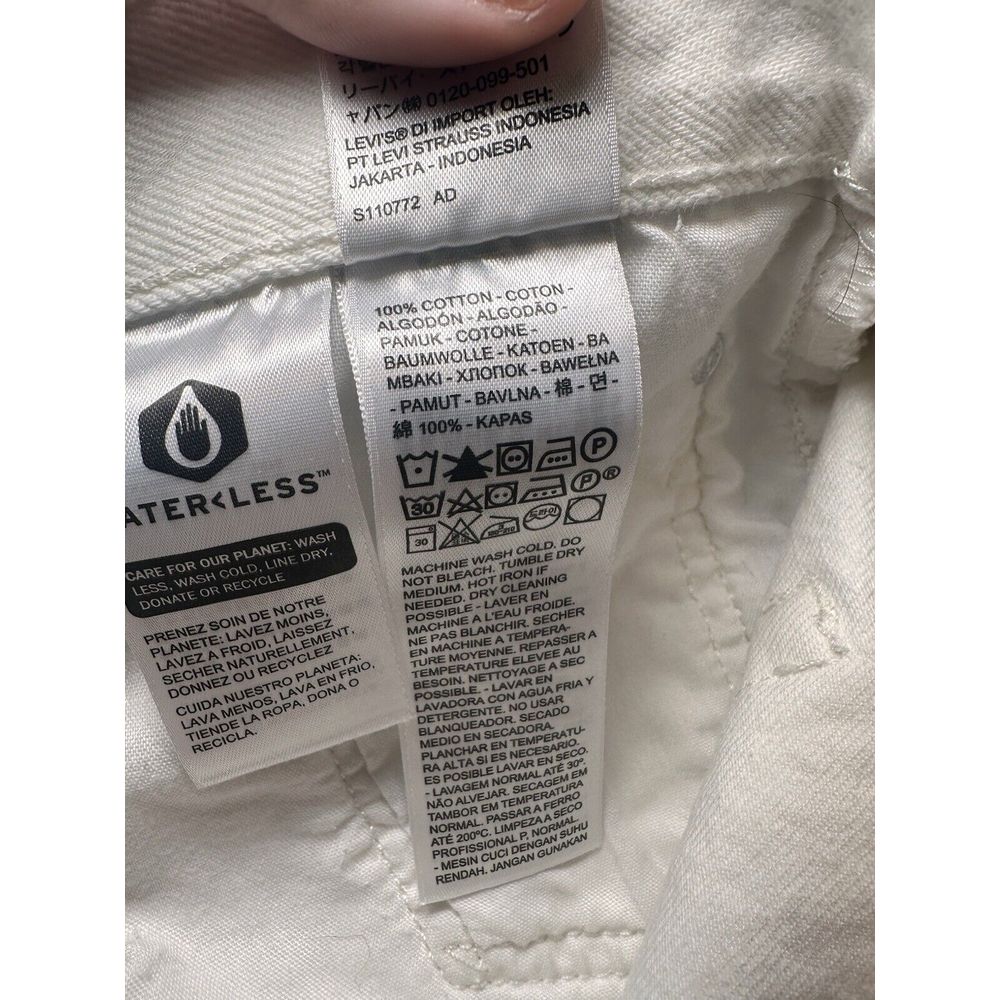 リーバイ・ス
ャパン㈱ 0120-099-501
LEVI'S® DI IMPORT OLEH:
PT LEVI STRAUSS INDONESIA
JAKARTA - INDONESIA
S110772 AD
100% COTTON - COTON -
ALGODÓN - ALGODÃO -
PAMUK - COTONE -
BAUMWOLLE - KATOEN - BA
MBAKI - ХЛОПОК - BAWEŁNA
- PAMUT - BAVLNA - 棉 - 면 -
綿 100% - KAPAS
P
30 P®
30 드라이
MACHINE WASH COLD. DO
NOT BLEACH. TUMBLE DRY
MEDIUM. HOT IRON IF
NEEDED. DRY CLEANING
POSSIBLE - LAVER EN
MACHINE A L'EAU FROIDE.
NE PAS BLANCHIR. SECHER
EN MACHINE A TEMPERA-
TURE MOYENNE. REPASSER A
TEMPERATURE ELEVEE AU
BESOIN. NETTOYAGE A SEC
POSSIBLE. - LAVAR EN
LAVADORA CON AGUA FRIA Y
DETERGENTE. NO USAR
BLANQUEADOR. SECADO
MEDIO EN SECADORA.
PLANCHAR EN TEMPERATU-
RA ALTA SI ES NECESARIO.
ES POSIBLE LAVAR EN SECO.
- LAVAGEM NORMAL ATÉ 30º.
NÃO ALVEJAR. SECAGEM EM
TAMBOR EM TEMPERATURA
NORMAL. PASSAR A FERRO
ATÉ 200ºC. LIMPEZA A SECO
PROFISSIONAL P, NORMAL.
- MESIN CUCI DENGAN SUHU
RENDAH. JANGAN GUNAKAN
ATER<LESS™
CARE FOR OUR PLANET: WASH
LESS, WASH COLD, LINE DRY,
DONATE OR RECYCLE
PRENEZ SOIN DE NOTRE
PLANETE: LAVEZ MOINS,
LAVEZ A FROID, LAISSEZ
SECHER NATURELLEMENT,
DONNEZ OU RECYCLEZ
CUIDA NUESTRO PLANETA:
LAVA MENOS, LAVA EN FRIO,
TIENDE LA ROPA, DONA O
RECICLA.